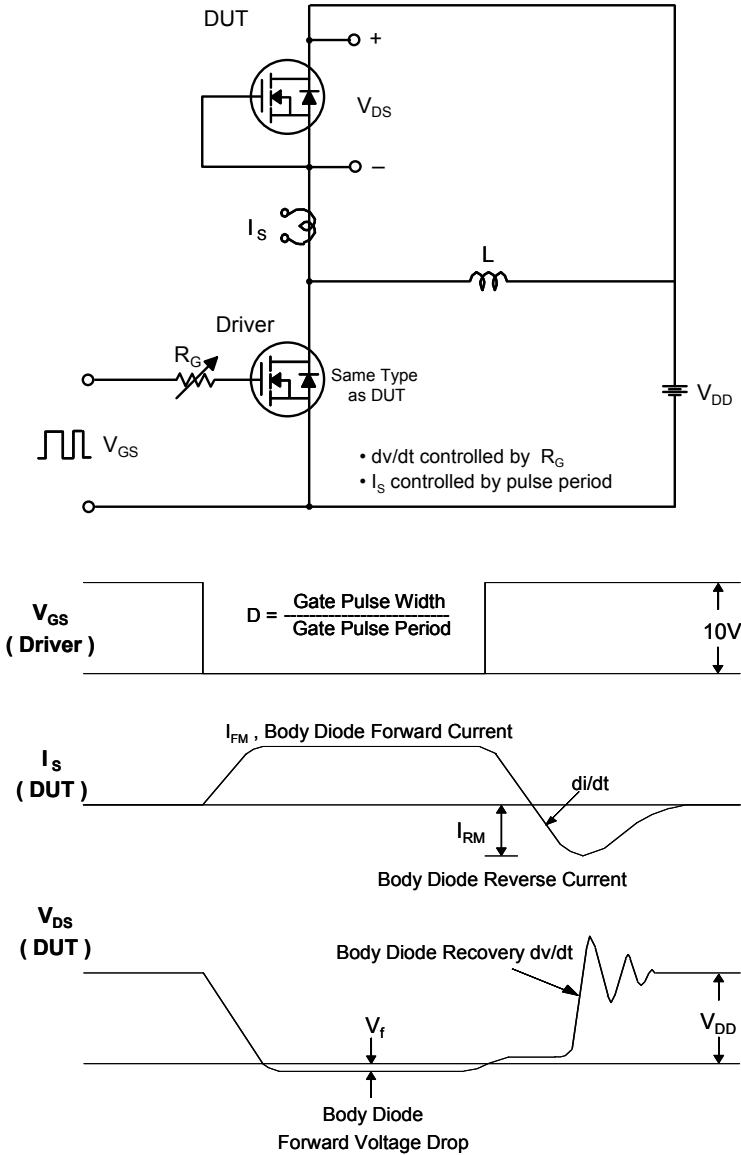 DUT
+
V_DS
–
I_S
L
Driver
R_G
Same Type
as DUT
V_DD
V_GS
• dv/dt controlled by R_G
• I_S controlled by pulse period
V_GS
( Driver )
D = Gate Pulse Width
Gate Pulse Period
10V
I_FM , Body Diode Forward Current
I_S
( DUT )
di/dt
I_RM
Body Diode Reverse Current
V_DS
( DUT )
Body Diode Recovery dv/dt
V_f
V_DD
Body Diode
Forward Voltage Drop